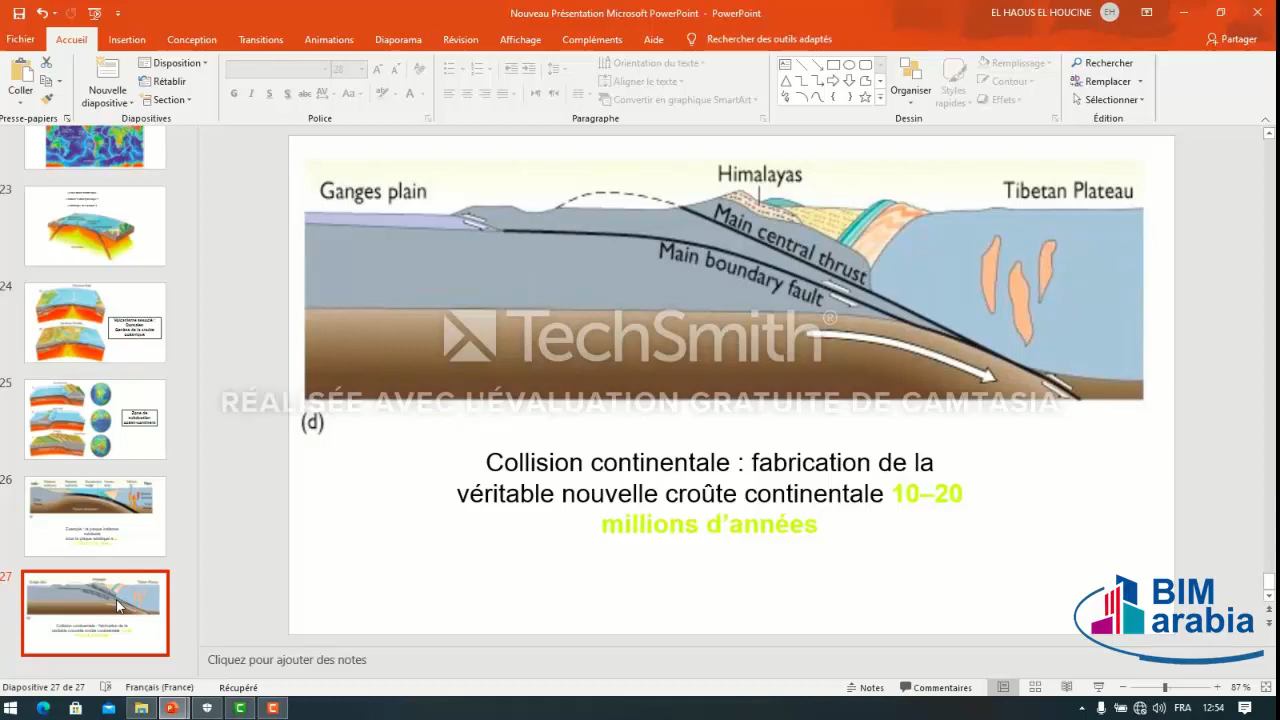 Nouveau Présentation Microsoft PowerPoint - PowerPoint
EL HAOUS EL HOUCINE
EH
Fichier
Accueil
Insertion
Conception
Transitions
Animations
Diaporama
Révision
Affichage
Compléments
Aide
Rechercher des outils adaptés
Partager
Coller
Nouvelle
diapositive
Disposition
Rétablir
Section
28
Orientation du texte
Aligner le texte
Convertir en graphique SmartArt
Organiser
Styles
rapides
Remplissage
Contour
Effets
Rechercher
Remplacer
Sélectionner
Presse-papiers
Diapositives
Police
Paragraphe
Dessin
Édition
23
24
25
26
27
Ganges plain
Himalayas
Tibetan Plateau
Main central thrust
Main boundary fault
TechSmith®
RÉALISÉE AVEC L'ÉVALUATION GRATUITE DE CAMTASIA
(d)
Collision continentale : fabrication de la
véritable nouvelle croûte continentale 10–20
millions d'années
BIM
arabia
Cliquez pour ajouter des notes
Diapositive 27 de 27
Français (France)
Récupéré
Notes
Commentaires
87 %
FRA
12:54